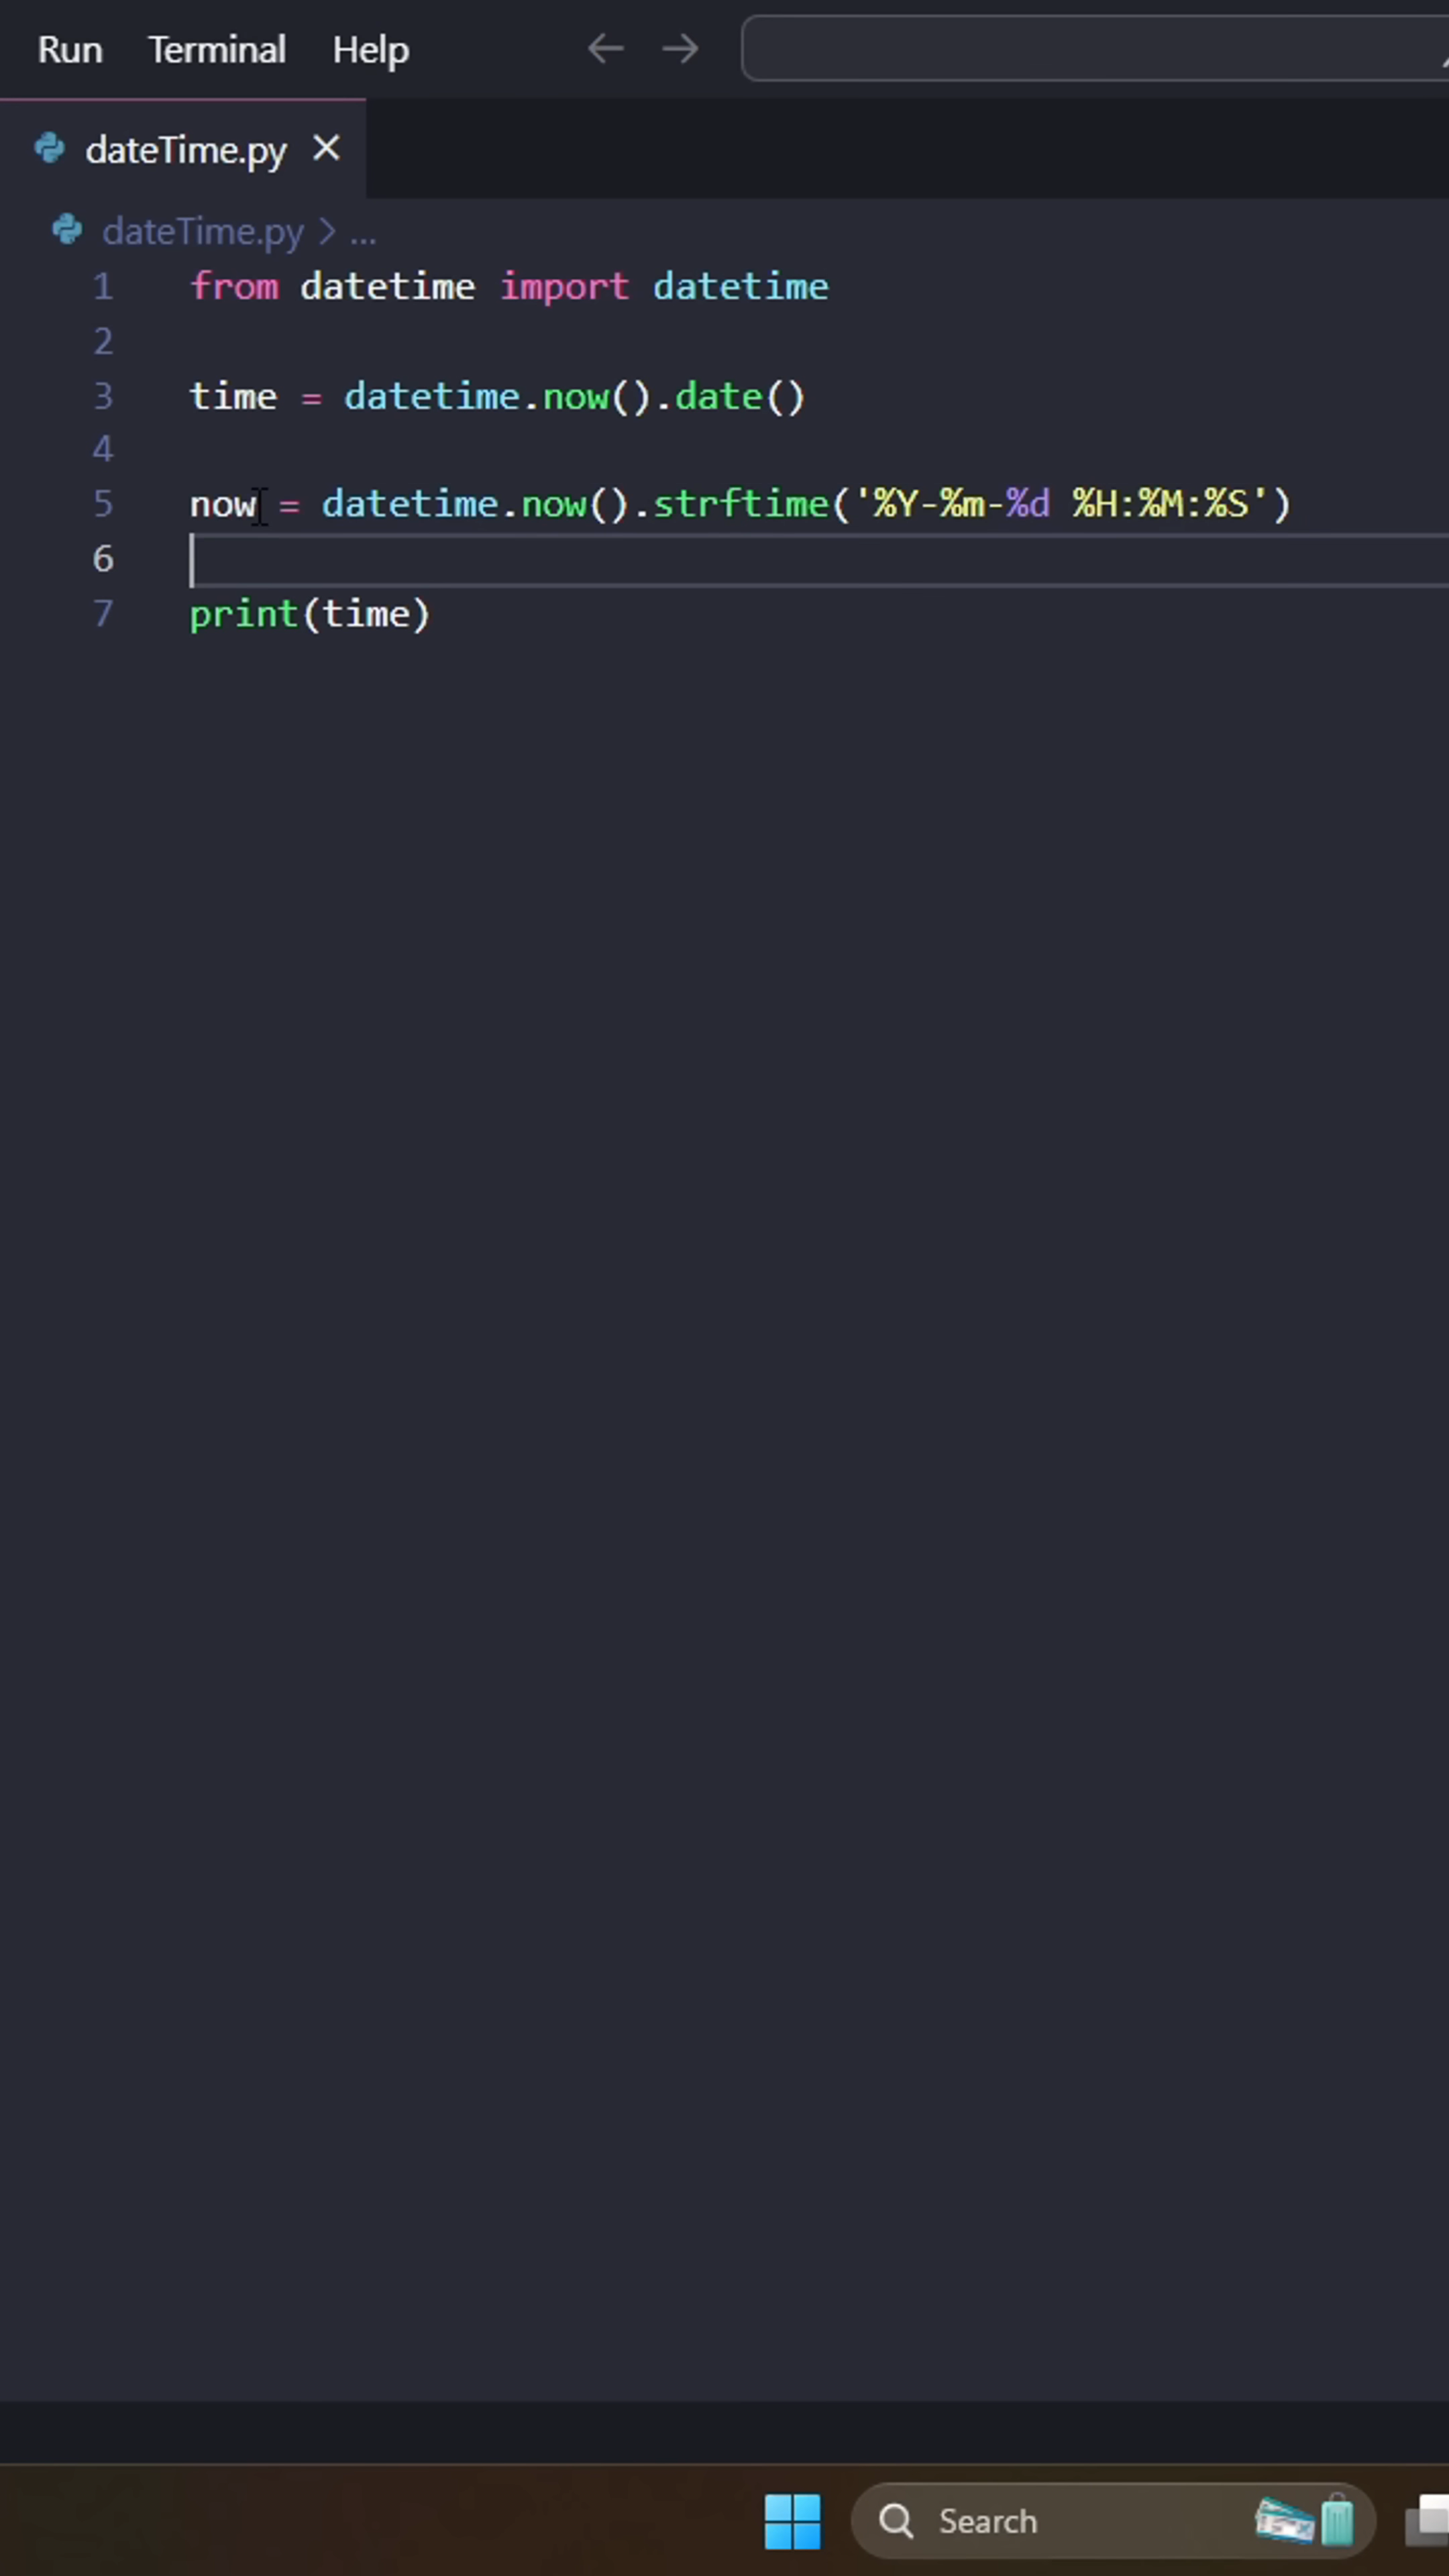 Run Terminal Help
dateTime.py
dateTime.py > ...
1 from datetime import datetime
2
3 time = datetime.now().date()
4
5 now = datetime.now().strftime('%Y-%m-%d %H:%M:%S')
6
7 print(time)
Search